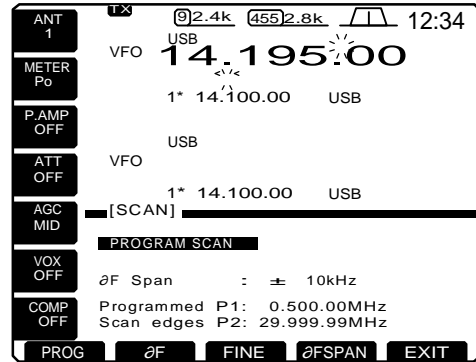 ANT
1
TX
9 2.4k 455 2.8k 12:34
USB
VFO 14.195.00
METER
Po
1* 14.100.00 USB
P.AMP
OFF
USB
ATT
OFF
VFO
1* 14.100.00 USB
AGC
MID
[SCAN]
PROGRAM SCAN
VOX
OFF
∂F Span : ± 10kHz
COMP
OFF
Programmed P1: 0.500.00MHz
Scan edges P2: 29.999.99MHz
PROG ∂F FINE ∂FSPAN EXIT